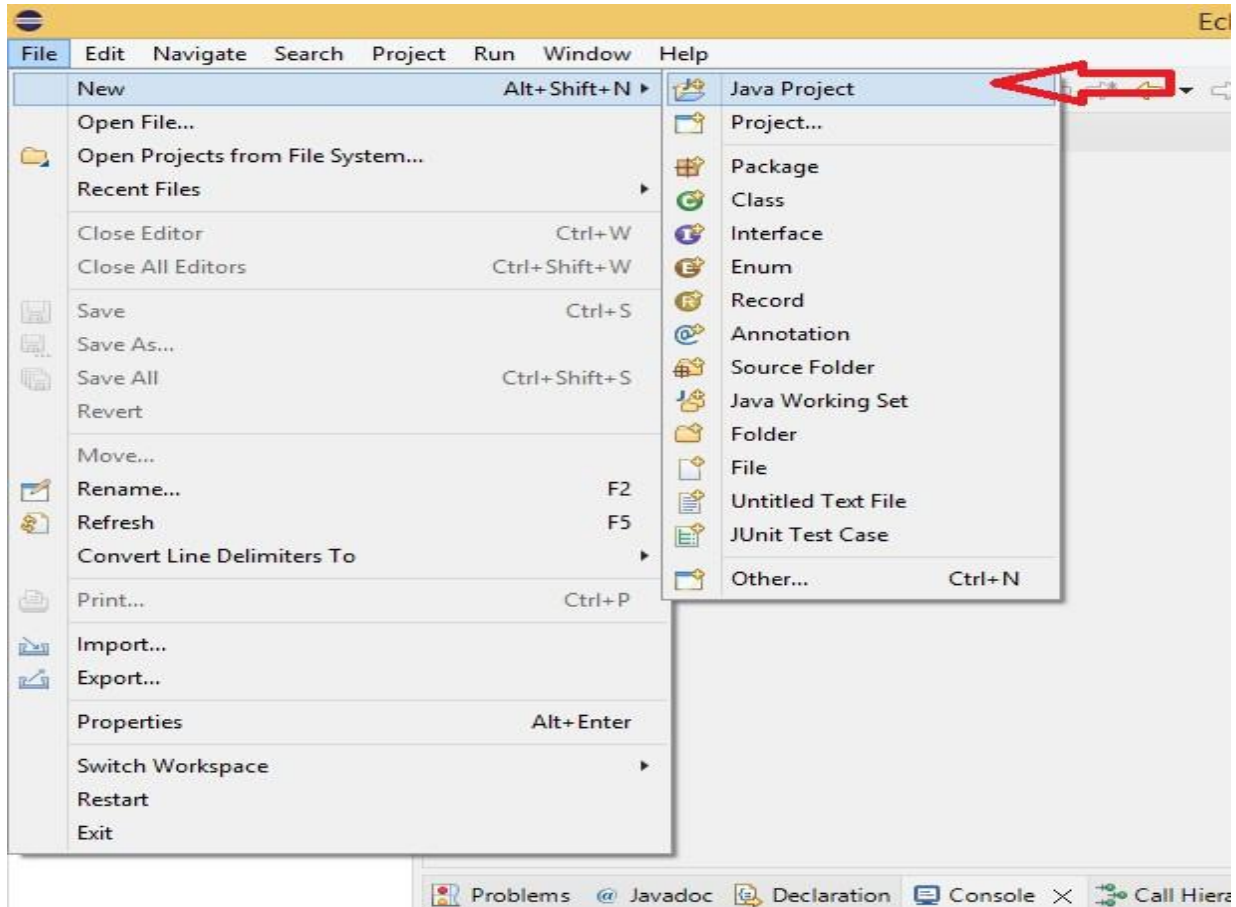 Ecl
File Edit Navigate Search Project Run Window Help
New Alt+Shift+N
Open File...
Open Projects from File System...
Recent Files
Close Editor Ctrl+W
Close All Editors Ctrl+Shift+W
Save Ctrl+S
Save As...
Save All Ctrl+Shift+S
Revert
Move...
Rename... F2
Refresh F5
Convert Line Delimiters To
Print... Ctrl+P
Import...
Export...
Properties Alt+Enter
Switch Workspace
Restart
Exit
Java Project
Project...
Package
Class
Interface
Enum
Record
Annotation
Source Folder
Java Working Set
Folder
File
Untitled Text File
JUnit Test Case
Other... Ctrl+N
Problems @ Javadoc Declaration Console Call Hiera